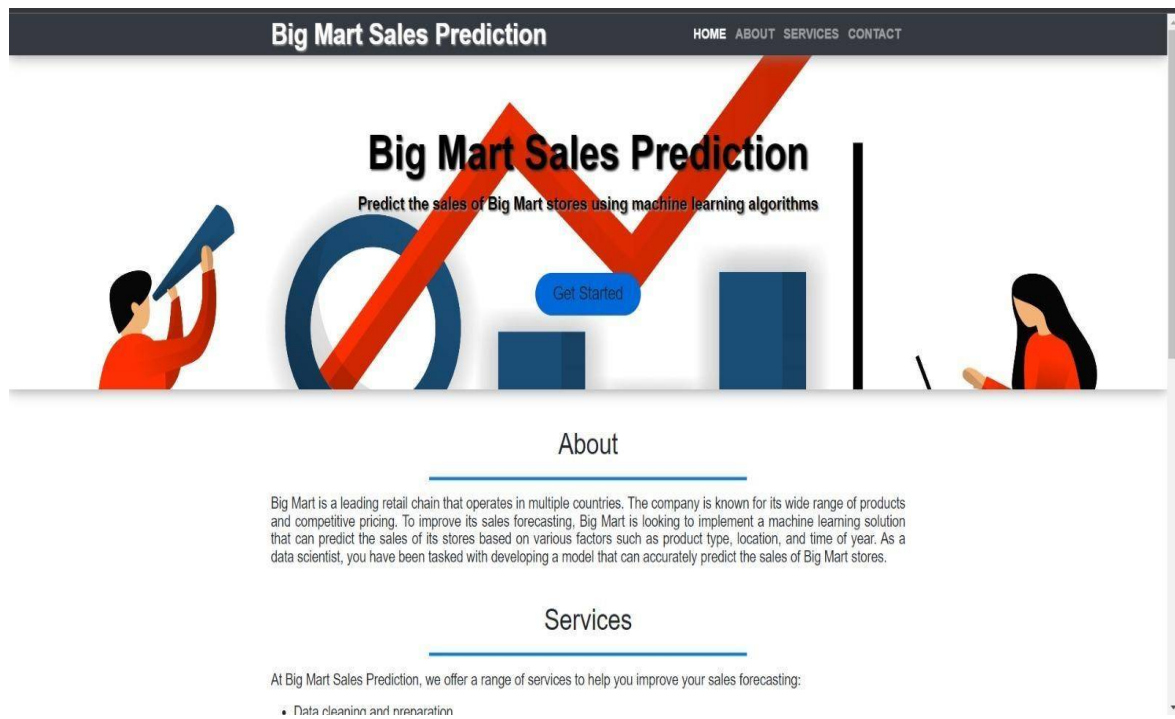 Big Mart Sales Prediction
HOME ABOUT SERVICES CONTACT
Big Mart Sales Prediction
Predict the sales of Big Mart stores using machine learning algorithms
Get Started
About
Big Mart is a leading retail chain that operates in multiple countries. The company is known for its wide range of products
and competitive pricing. To improve its sales forecasting, Big Mart is looking to implement a machine learning solution
that can predict the sales of its stores based on various factors such as product type, location, and time of year. As a
data scientist, you have been tasked with developing a model that can accurately predict the sales of Big Mart stores.
Services
At Big Mart Sales Prediction, we offer a range of services to help you improve your sales forecasting:
• Data cleaning and preparation